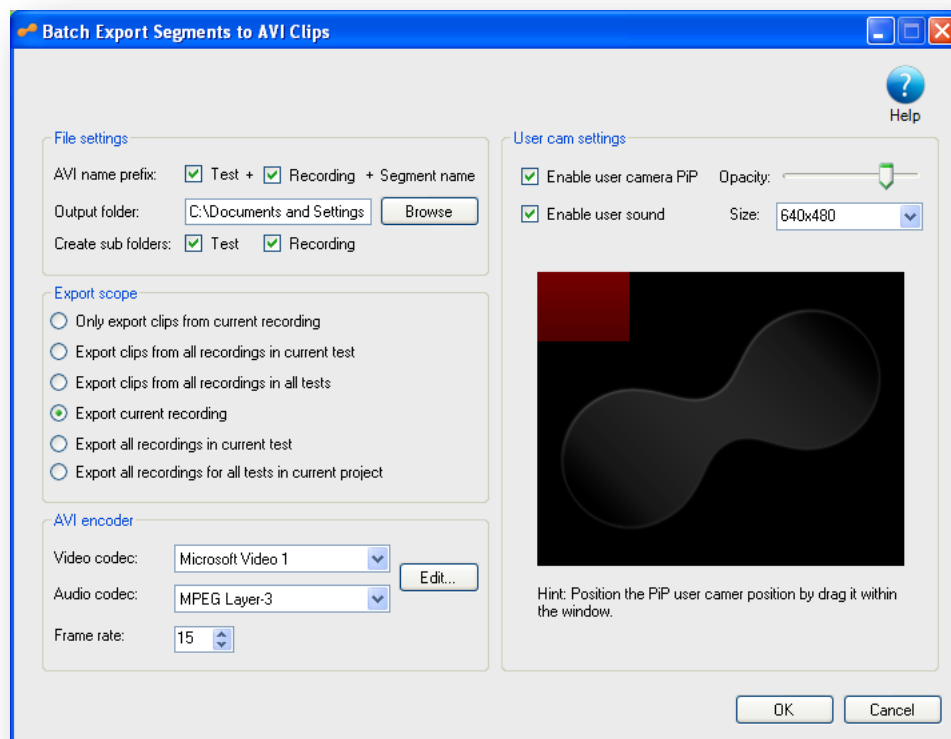 Batch Export Segments to AVI Clips
?
Help
File settings
AVI name prefix: Test + Recording + Segment name
Output folder: C:\Documents and Settings Browse
Create sub folders: Test Recording
Export scope
Only export clips from current recording
Export clips from all recordings in current test
Export clips from all recordings in all tests
Export current recording
Export all recordings in current test
Export all recordings for all tests in current project
AVI encoder
Video codec: Microsoft Video 1
Edit...
Audio codec: MPEG Layer-3
Frame rate: 15
User cam settings
Enable user camera PiP Opacity:
Enable user sound Size: 640x480
Hint: Position the PiP user camer position by drag it within
the window.
OK Cancel